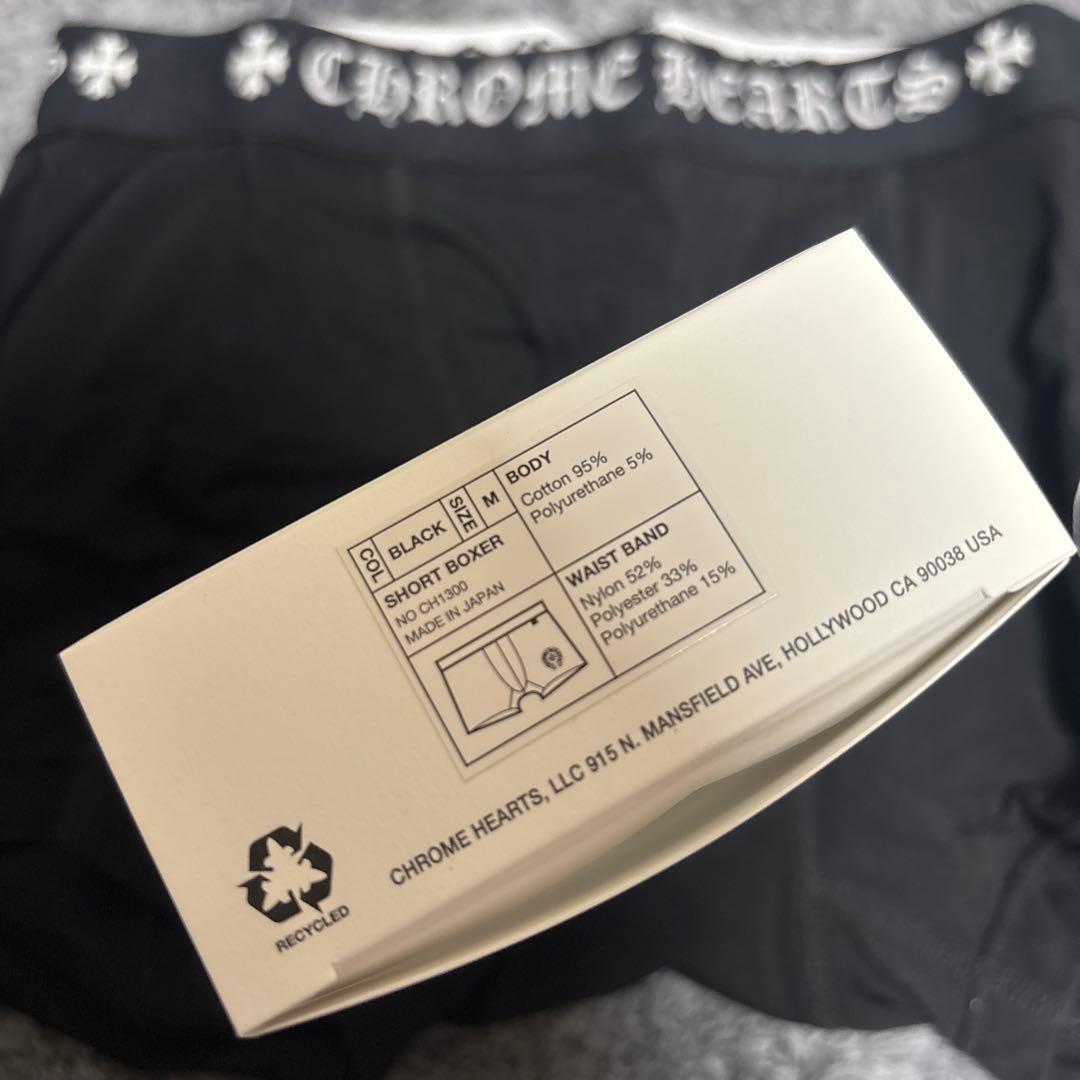 CHROME HEARTS
COL BLACK SIZE M
SHORT BOXER
NO CH1300
MADE IN JAPAN
BODY
Cotton 95%
Polyurethane 5%
WAIST BAND
Nylon 52%
Polyester 33%
Polyurethane 15%
CHROME HEARTS, LLC 915 N. MANSFIELD AVE, HOLLYWOOD CA 90038 USA
RECYCLED